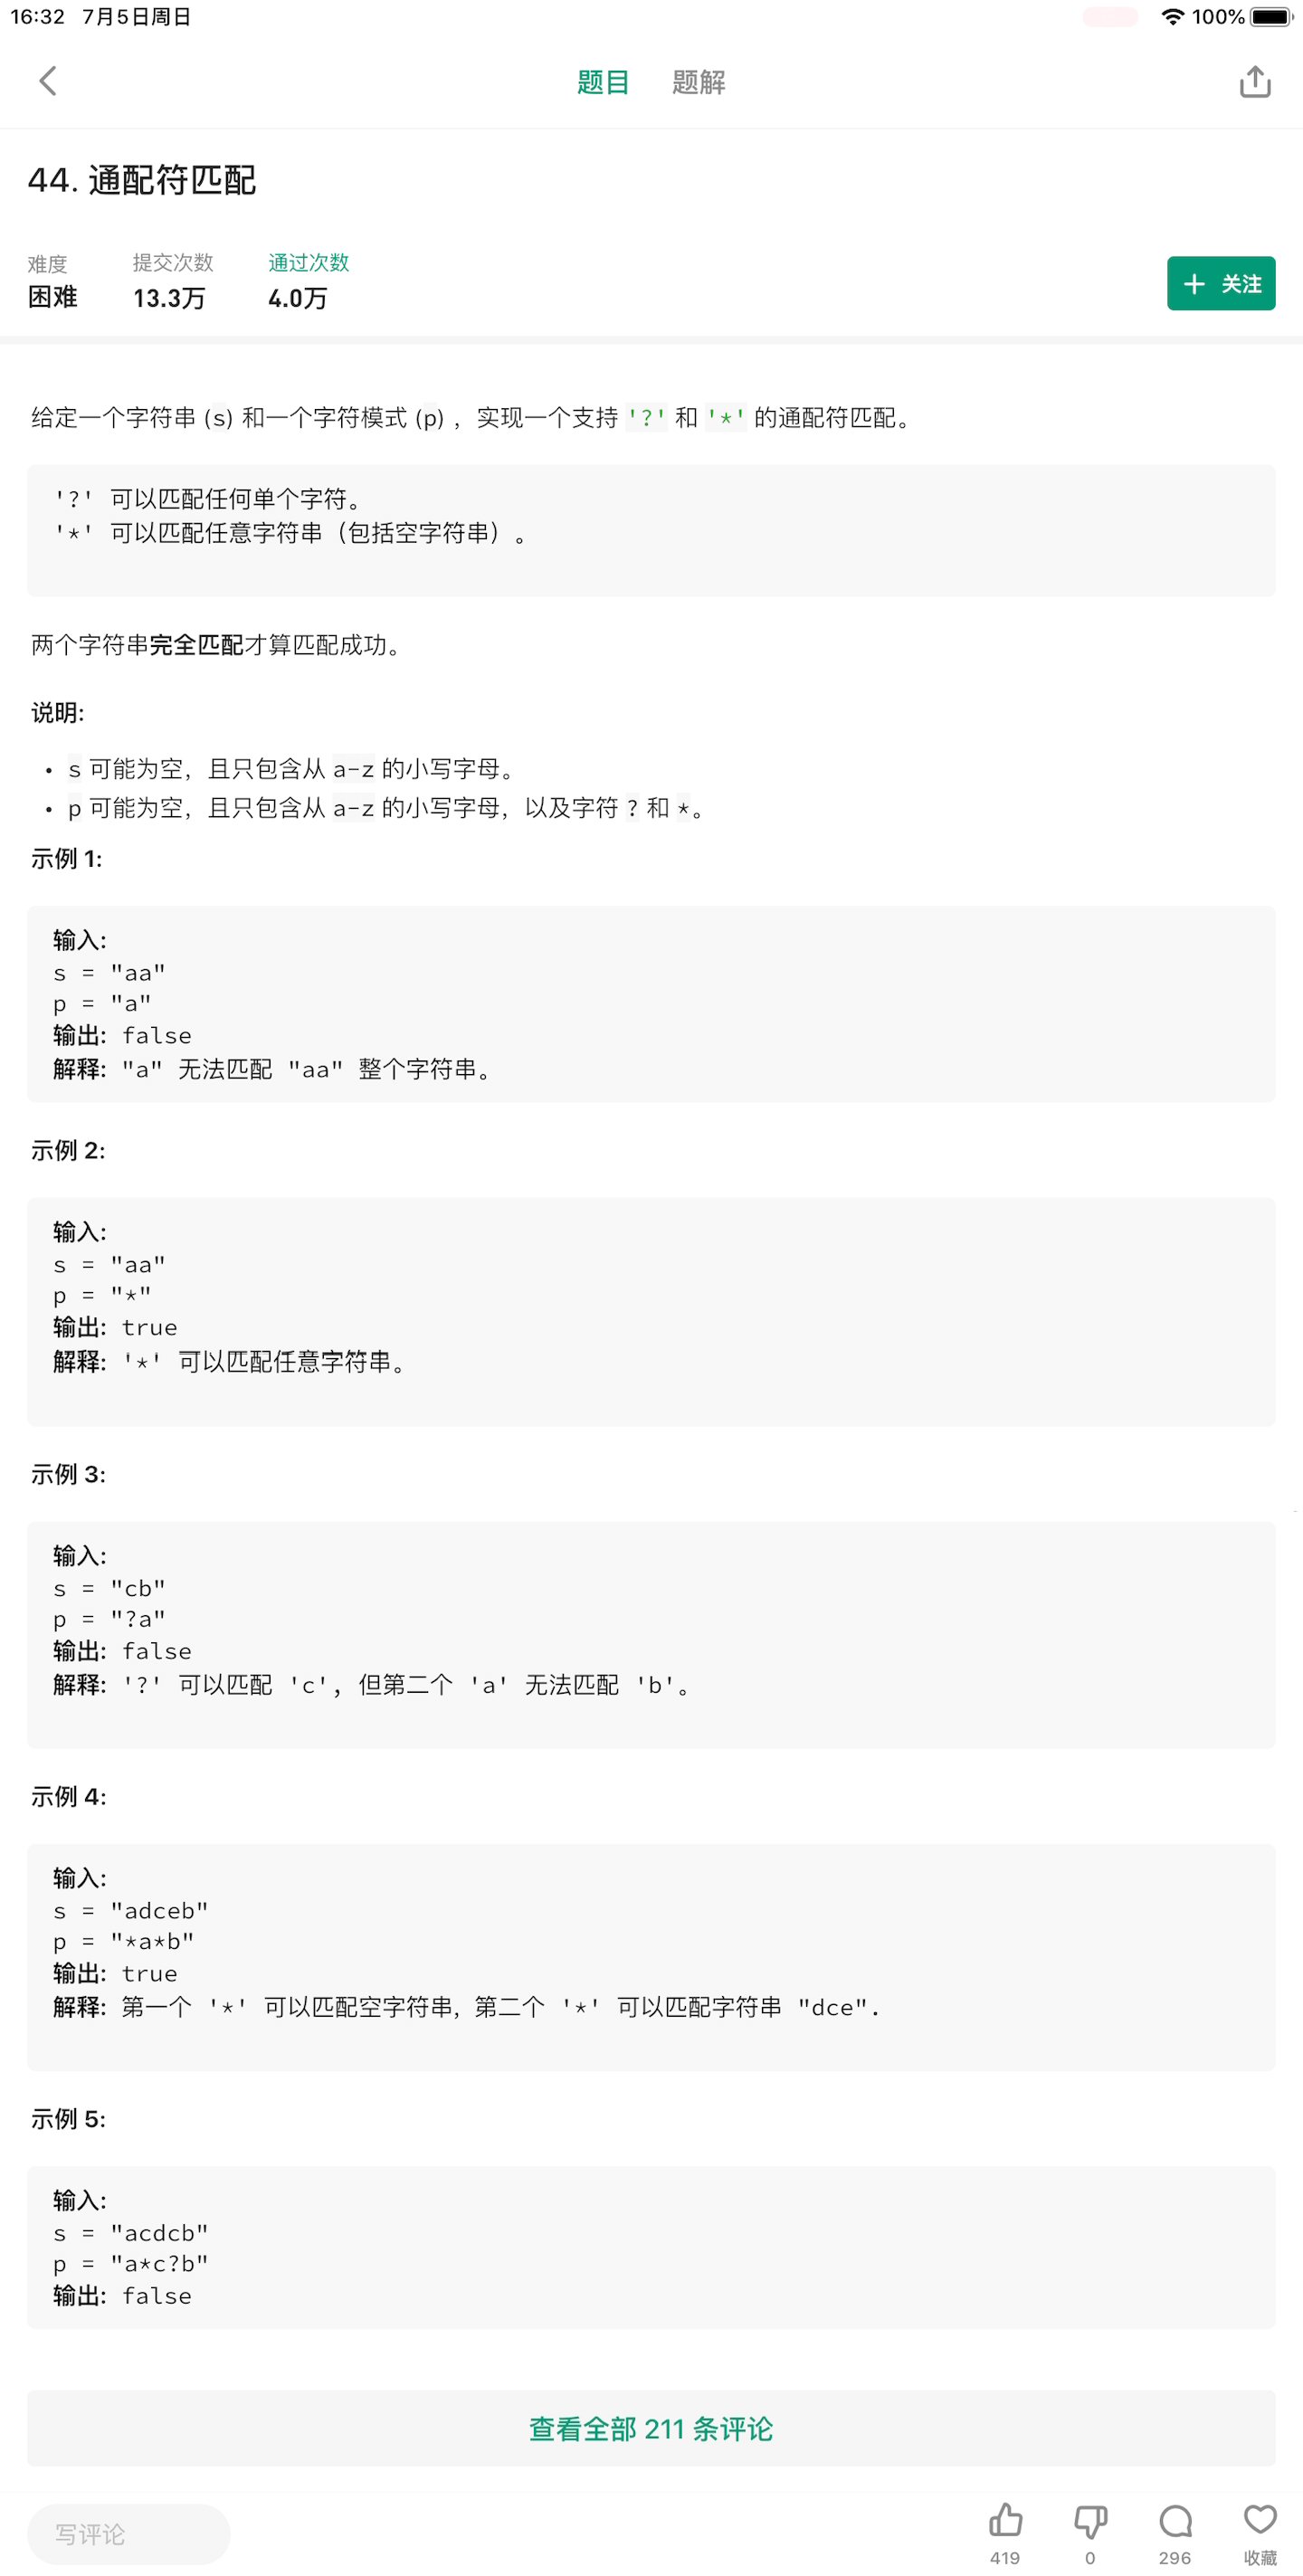 16:32 7月5日周日 100%
题目 题解
44. 通配符匹配
难度 提交次数 通过次数
困难 13.3万 4.0万
+ 关注
给定一个字符串 (s) 和一个字符模式 (p) ，实现一个支持 '?' 和 '*' 的通配符匹配。
'?' 可以匹配任何单个字符。
'*' 可以匹配任意字符串（包括空字符串）。
两个字符串完全匹配才算匹配成功。
说明:
• s 可能为空，且只包含从 a-z 的小写字母。
• p 可能为空，且只包含从 a-z 的小写字母，以及字符 ? 和 *。
示例 1:
输入:
s = "aa"
p = "a"
输出: false
解释: "a" 无法匹配 "aa" 整个字符串。
示例 2:
输入:
s = "aa"
p = "*"
输出: true
解释: '*' 可以匹配任意字符串。
示例 3:
输入:
s = "cb"
p = "?a"
输出: false
解释: '?' 可以匹配 'c', 但第二个 'a' 无法匹配 'b'。
示例 4:
输入:
s = "adceb"
p = "*a*b"
输出: true
解释: 第一个 '*' 可以匹配空字符串, 第二个 '*' 可以匹配字符串 "dce".
示例 5:
输入:
s = "acdcb"
p = "a*c?b"
输出: false
查看全部 211 条评论
写评论
419 0 296 收藏